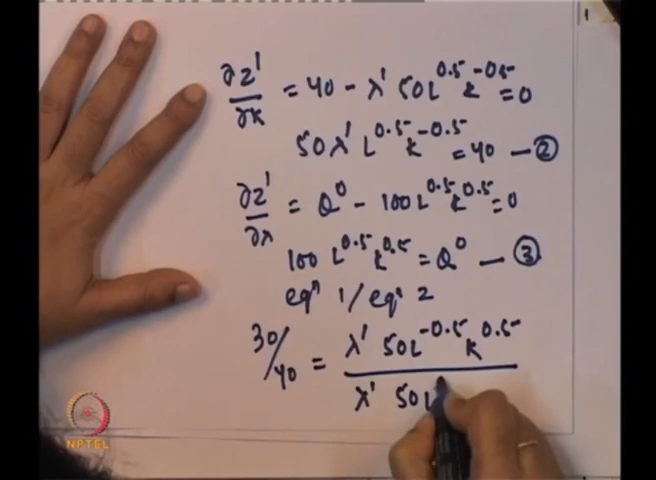 ∂z' / ∂K = 40 - λ' 50L^0.5 K^-0.5 = 0
50λ' L^0.5 K^-0.5 = 40 — ②
∂z' / ∂λ = Q^0 - 100L^0.5 K^0.5 = 0
100 L^0.5 K^0.5 = Q^0 — ③
eqn 1/eqn 2
30/40 = λ' 50L^-0.5 K^0.5 / λ' 50L
NPTEL